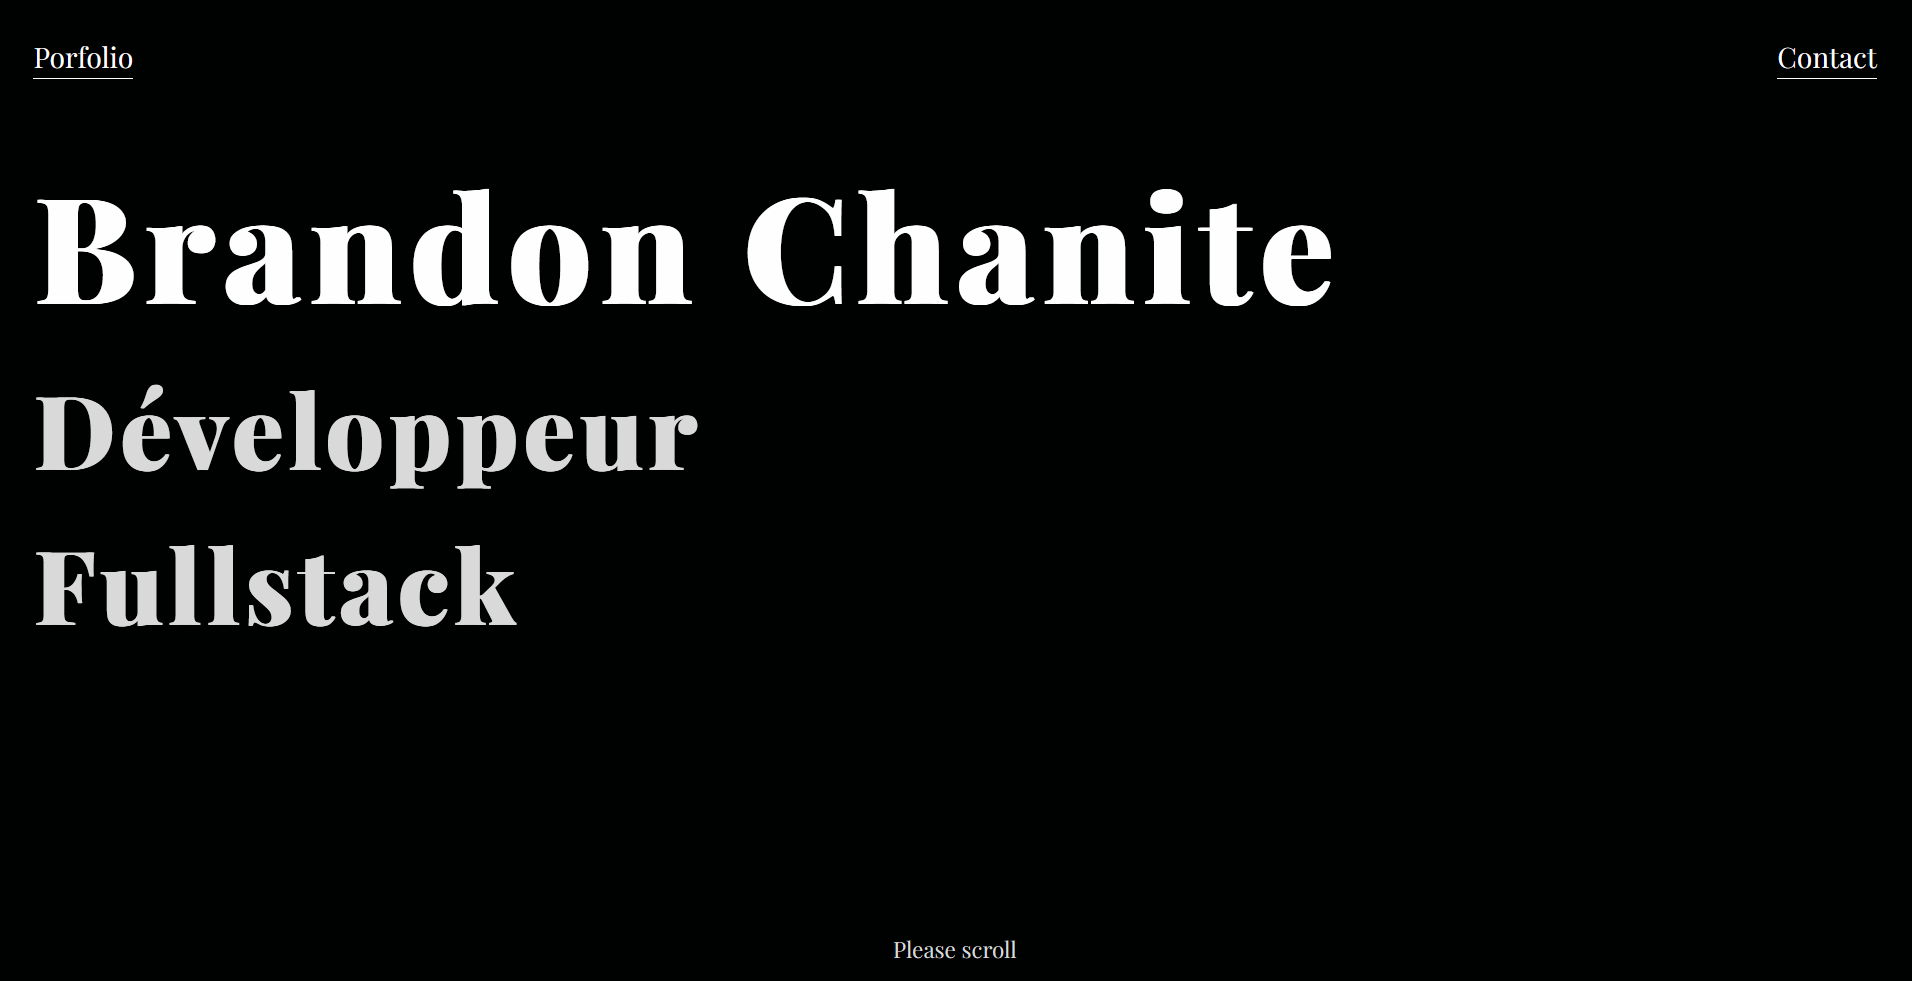 Porfolio
Contact
Brandon Chanite
Développeur
Fullstack
Please scroll